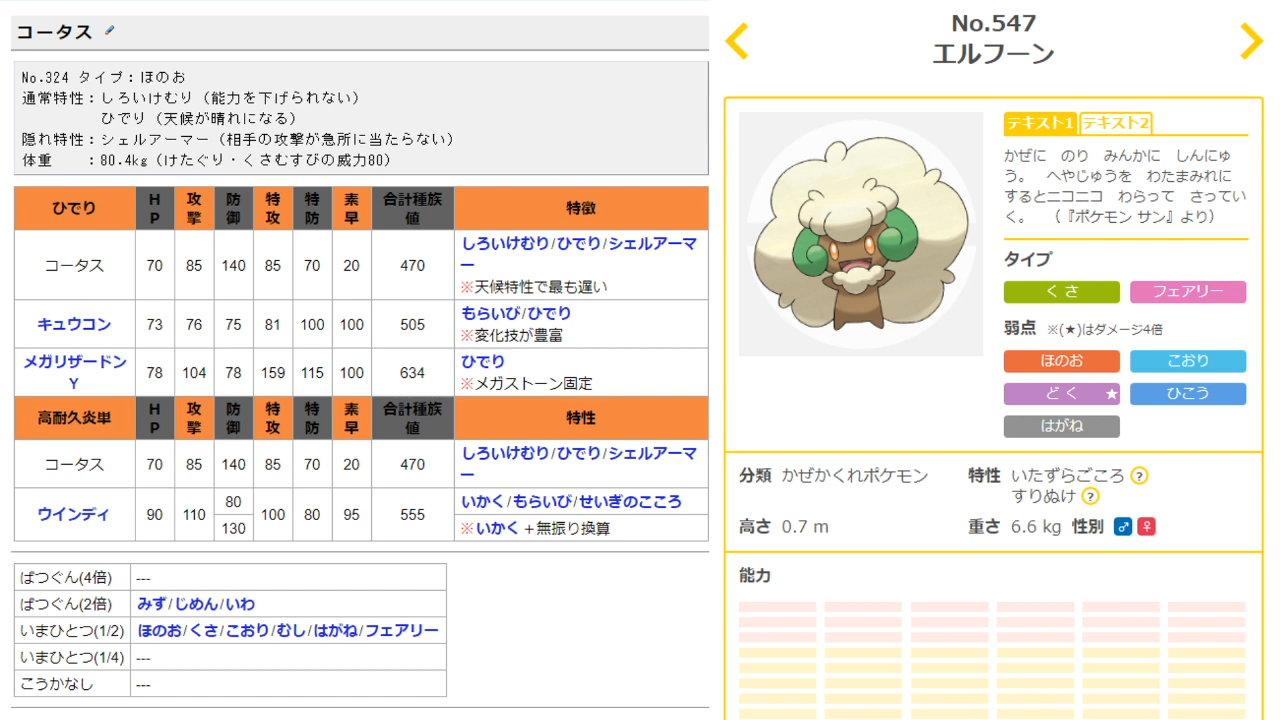 コータス
No.324 タイプ：ほのお
通常特性：しろいけむり（能力を下げられない）
ひでり（天候が晴れになる）
隠れ特性：シェルアーマー（相手の攻撃が急所に当たらない）
体重　　：80.4kg（けたぐり・くさむすびの威力80）
ひでり HP 攻撃 防御 特攻 特防 素早 合計種族値 特徴
コータス 70 85 140 85 70 20 470 しろいけむり/ひでり/シェルアーマー
※天候特性で最も遅い
キュウコン 73 76 75 81 100 100 505 もらいび/ひでり
※変化技が豊富
メガリザードンY 78 104 78 159 115 100 634 ひでり
※メガストーン固定
高耐久炎単 HP 攻撃 防御 特攻 特防 素早 合計種族値 特性
コータス 70 85 140 85 70 20 470 しろいけむり/ひでり/シェルアーマー
ウインディ 90 110 80 100 80 95 555 いかく/もらいび/せいぎのこころ
130 ※いかく＋無振り換算
ばつぐん(4倍) ---
ばつぐん(2倍) みず/じめん/いわ
いまひとつ(1/2) ほのお/くさ/こおり/むし/はがね/フェアリー
いまひとつ(1/4) ---
こうかなし ---
No.547
エルフーン
テキスト1 テキスト2
かぜに　のり　みんかに　しんにゅ
う。　へやじゅうを　わたまみれに
するとニコニコ　わらって　さってい
く。　（『ポケモン サン』より）
タイプ
くさ フェアリー
弱点 ※(★)はダメージ4倍
ほのお こおり
どく ★ ひこう
はがね
分類 かぜかくれポケモン 特性 いたずらごころ ?
すりぬけ ?
高さ 0.7 m 重さ 6.6 kg 性別 ♂ ♀
能力